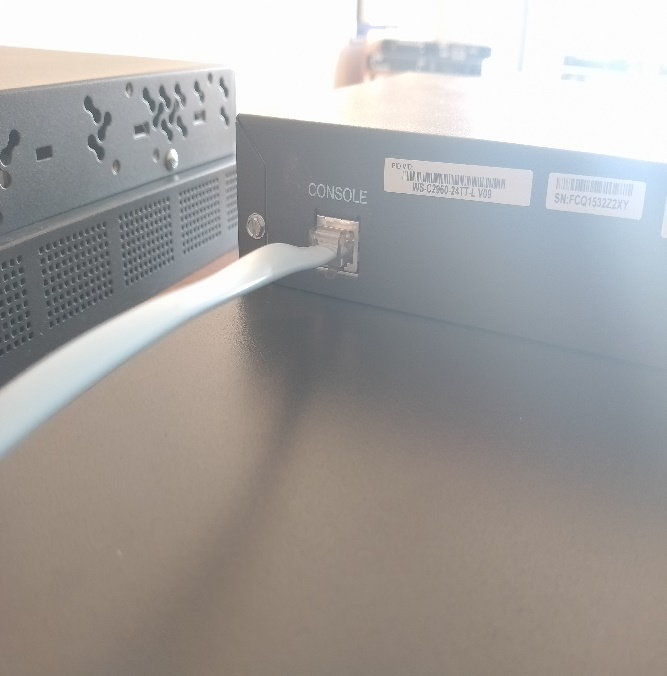 CONSOLE
PID VID:
WS-C2960-24TT-L V09
SN:FCQ1532Z2XY